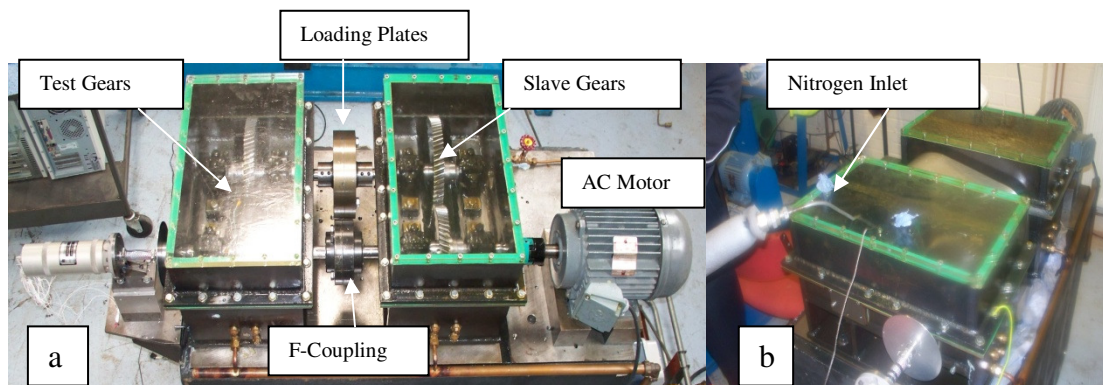 Loading Plates
Test Gears
Slave Gears
Nitrogen Inlet
AC Motor
F-Coupling
a
b